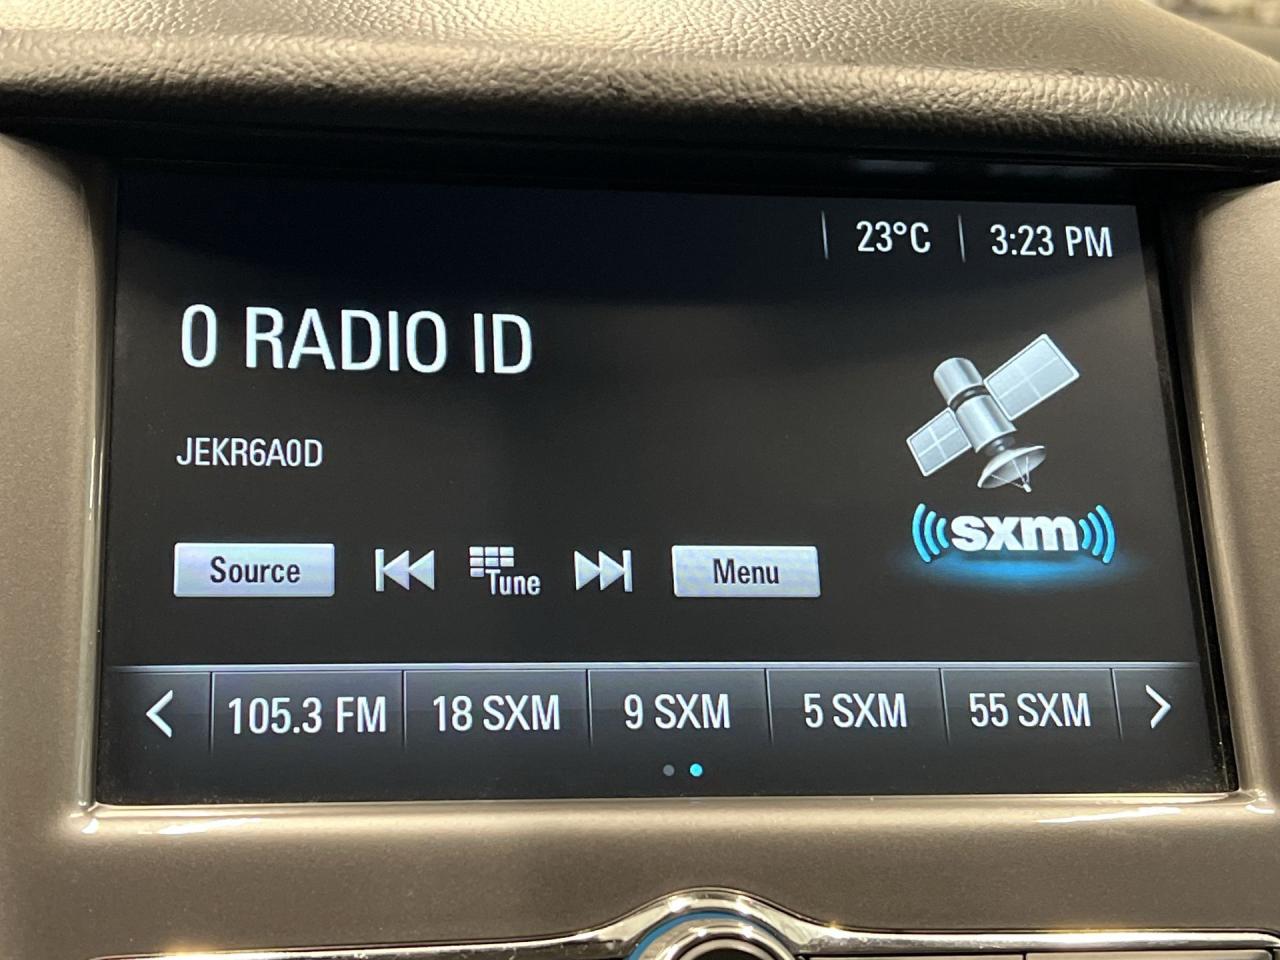 23°C 3:23 PM
0 RADIO ID
JEKR6A0D
sxm
Source Tune Menu
105.3 FM 18 SXM 9 SXM 5 SXM 55 SXM